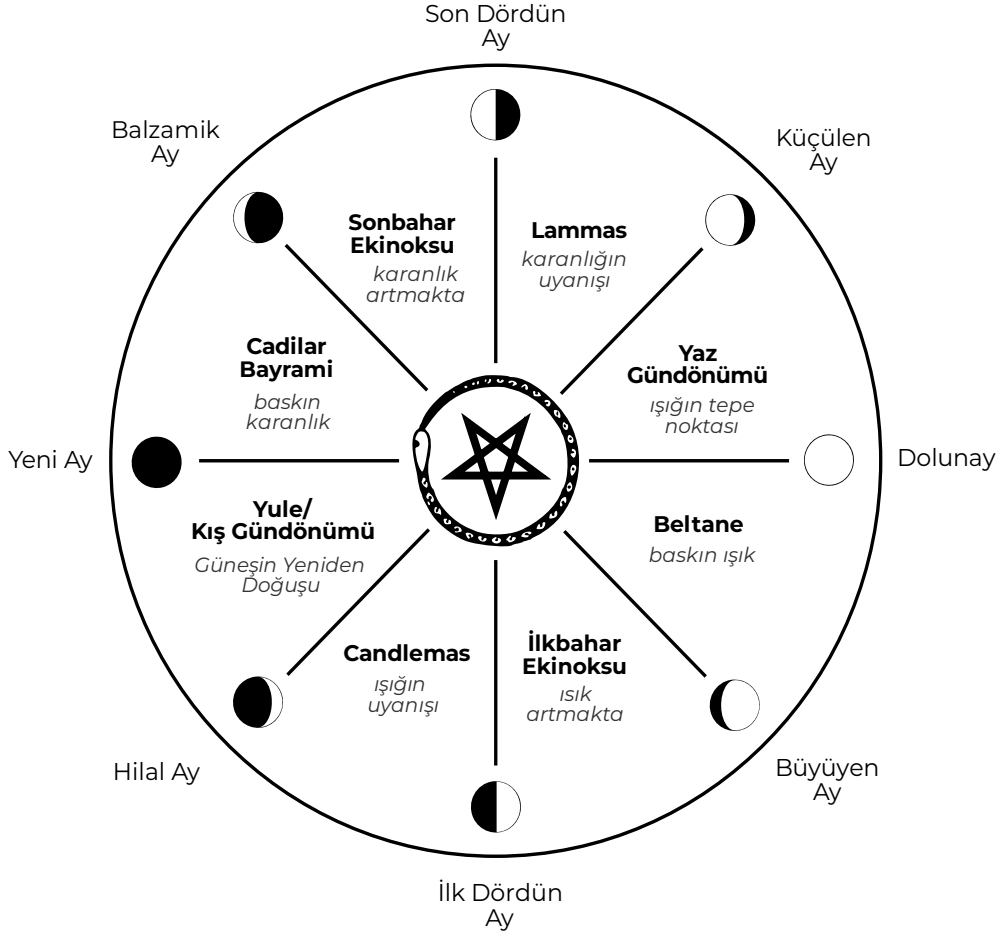 Son Dördün
Ay
Balzamik
Ay
Küçülen
Ay
Sonbahar
Ekinoksu
karanlık
artmakta
Lammas
karanlığın
uyanışı
Cadilar
Bayrami
baskın
karanlık
Yaz
Gündönümü
ışığın tepe
noktası
Yeni Ay
Dolunay
Yule/
Kış Gündönümü
Güneşin Yeniden
Doğuşu
Beltane
baskın ışık
Candlemas
ışığın
uyanışı
İlkbahar
Ekinoksu
ısık
artmakta
Hilal Ay
Büyüyen
Ay
İlk Dördün
Ay